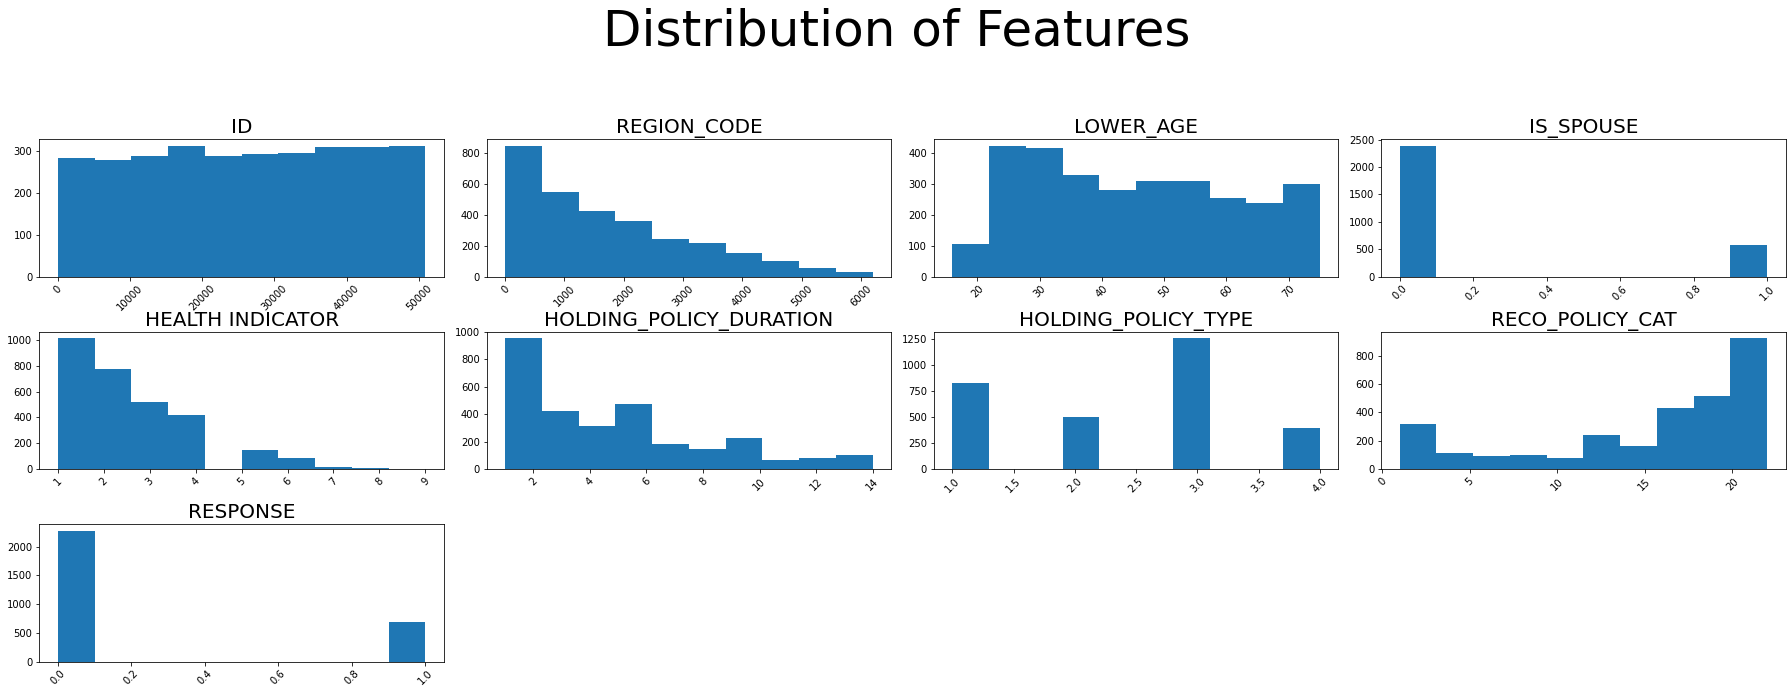 Distribution of Features
ID
300
200
100
0
0 10000 20000 30000 40000 50000
REGION_CODE
800
600
400
200
0
0 1000 2000 3000 4000 5000 6000
LOWER_AGE
400
300
200
100
0
20 30 40 50 60 70
IS_SPOUSE
2500
2000
1500
1000
500
0
0.0 0.2 0.4 0.6 0.8 1.0
HEALTH INDICATOR
1000
800
600
400
200
0
1 2 3 4 5 6 7 8 9
HOLDING_POLICY_DURATION
1000
800
600
400
200
0
2 4 6 8 10 12 14
HOLDING_POLICY_TYPE
1250
1000
750
500
250
0
1.0 1.5 2.0 2.5 3.0 3.5 4.0
RECO_POLICY_CAT
800
600
400
200
0
0 5 10 15 20
RESPONSE
2000
1500
1000
500
0
0.0 0.2 0.4 0.6 0.8 1.0